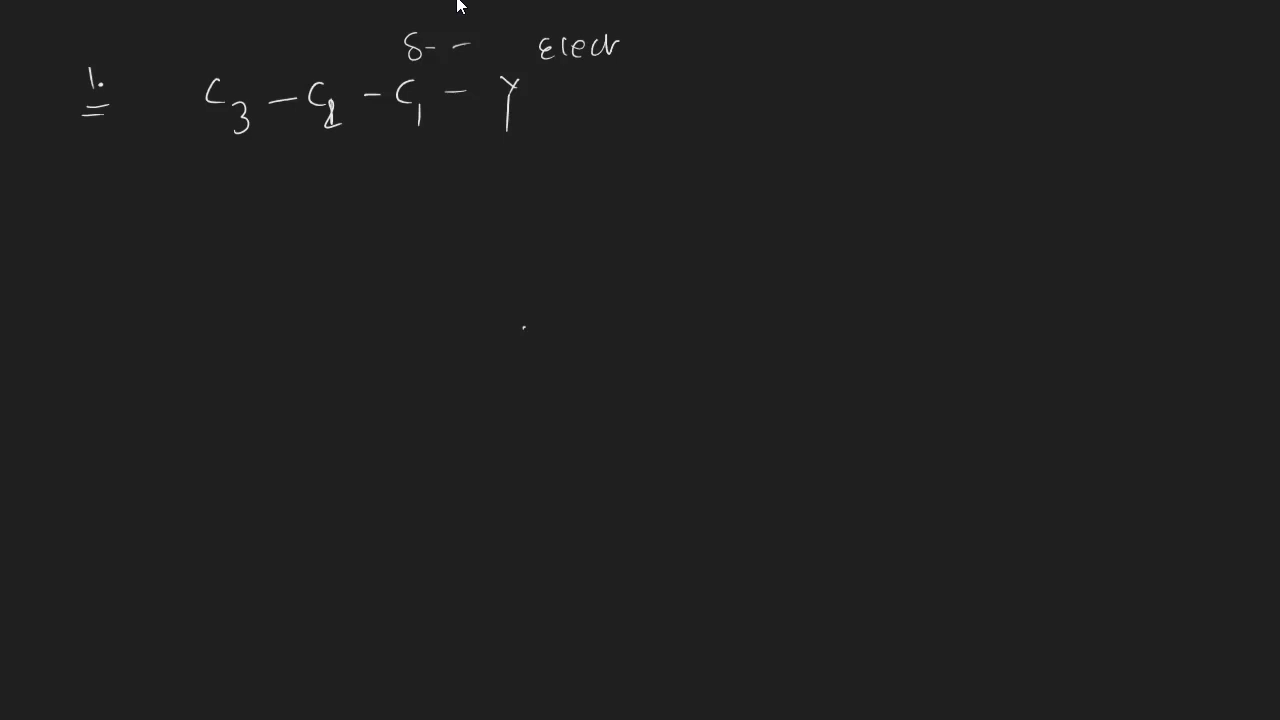 δ- - Elect
1. C3 - C2 - C1 - Y